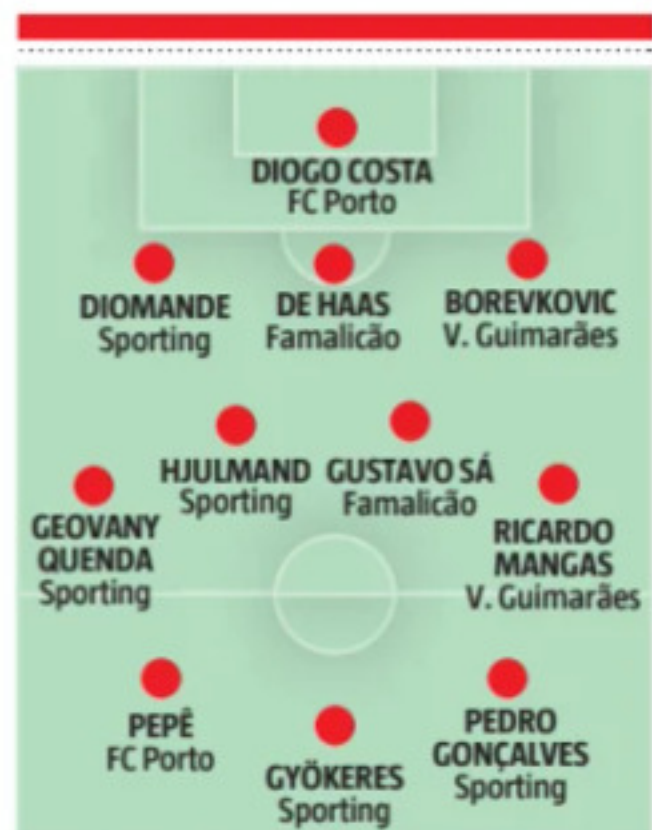 DIOGO COSTA
FC Porto
DIOMANDE
Sporting
DE HAAS
Famalicão
BOREVKOVIC
V. Guimarães
HJULMAND
Sporting
GUSTAVO SÁ
Famalicão
GEOVANY
QUENDA
Sporting
RICARDO
MANGAS
V. Guimarães
PEPÊ
FC Porto
GYÖKERES
Sporting
PEDRO
GONÇALVES
Sporting